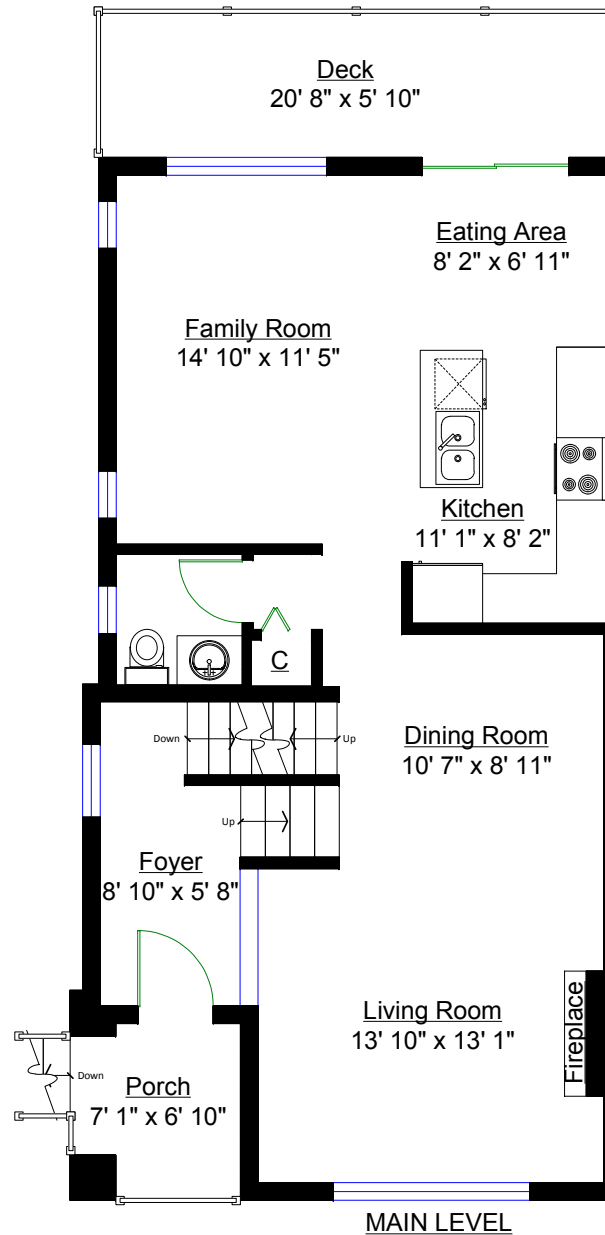 Deck
20' 8" x 5' 10"
Eating Area
8' 2" x 6' 11"
Family Room
14' 10" x 11' 5"
Kitchen
11' 1" x 8' 2"
C
Down
Up
Dining Room
10' 7" x 8' 11"
Up
Foyer
8' 10" x 5' 8"
Living Room
13' 10" x 13' 1"
Fireplace
Down
Porch
7' 1" x 6' 10"
MAIN LEVEL